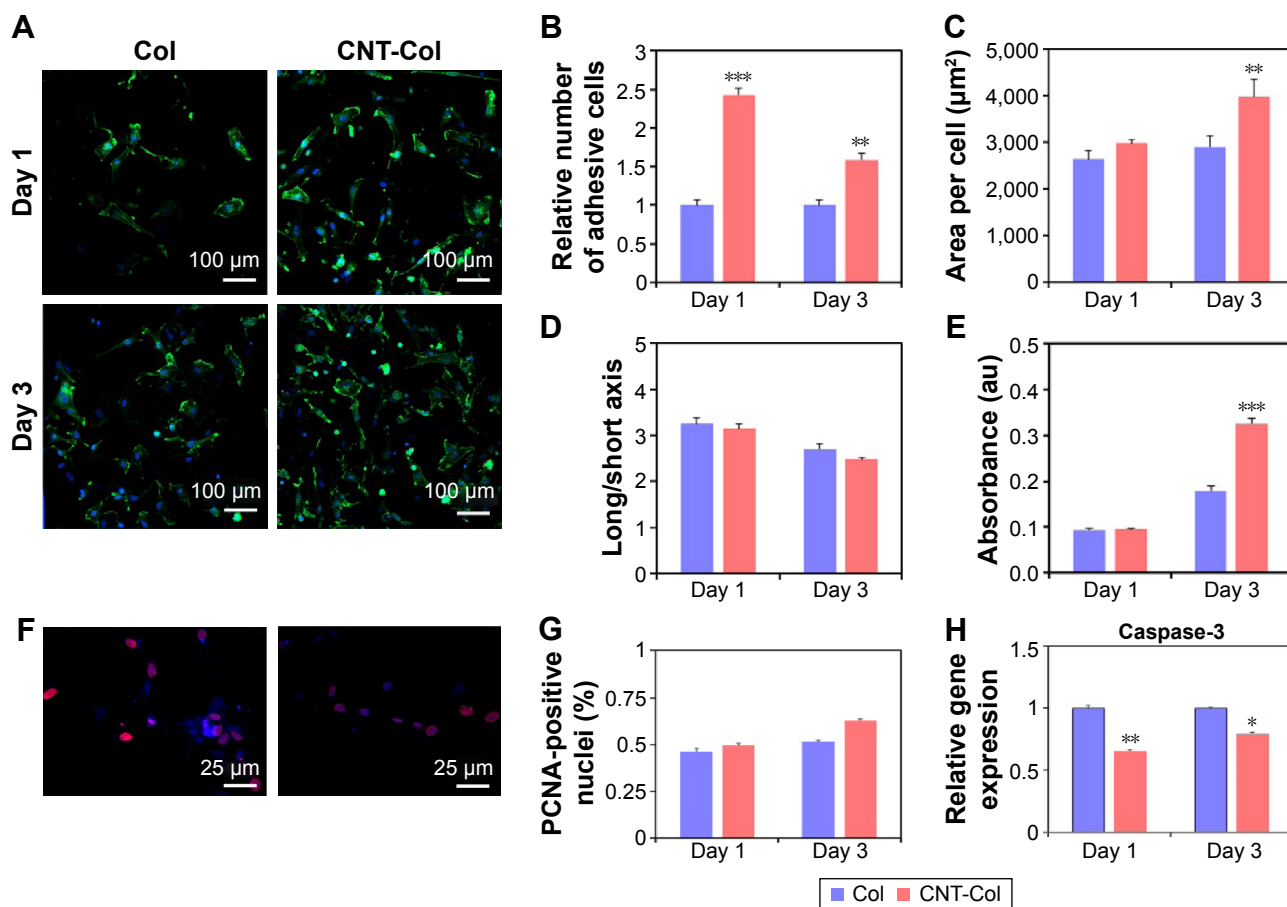 A
Col
CNT-Col
Day 1
100 µm
100 µm
Day 3
100 µm
100 µm
B
Relative number
of adhesive cells
3
2.5
2
1.5
1
0.5
0
***
**
Day 1
Day 3
C
Area per cell (µm²)
5,000
4,000
3,000
2,000
1,000
0
**
Day 1
Day 3
D
Long/short axis
5
4
3
2
1
0
Day 1
Day 3
E
Absorbance (au)
0.5
0.4
0.3
0.2
0.1
0.0
***
Day 1
Day 3
F
25 µm
25 µm
G
PCNA-positive
nuclei (%)
1
0.75
0.5
0.25
0
Day 1
Day 3
H
Caspase-3
Relative gene
expression
1.5
1
0.5
0
**
*
Day 1
Day 3
Col
CNT-Col